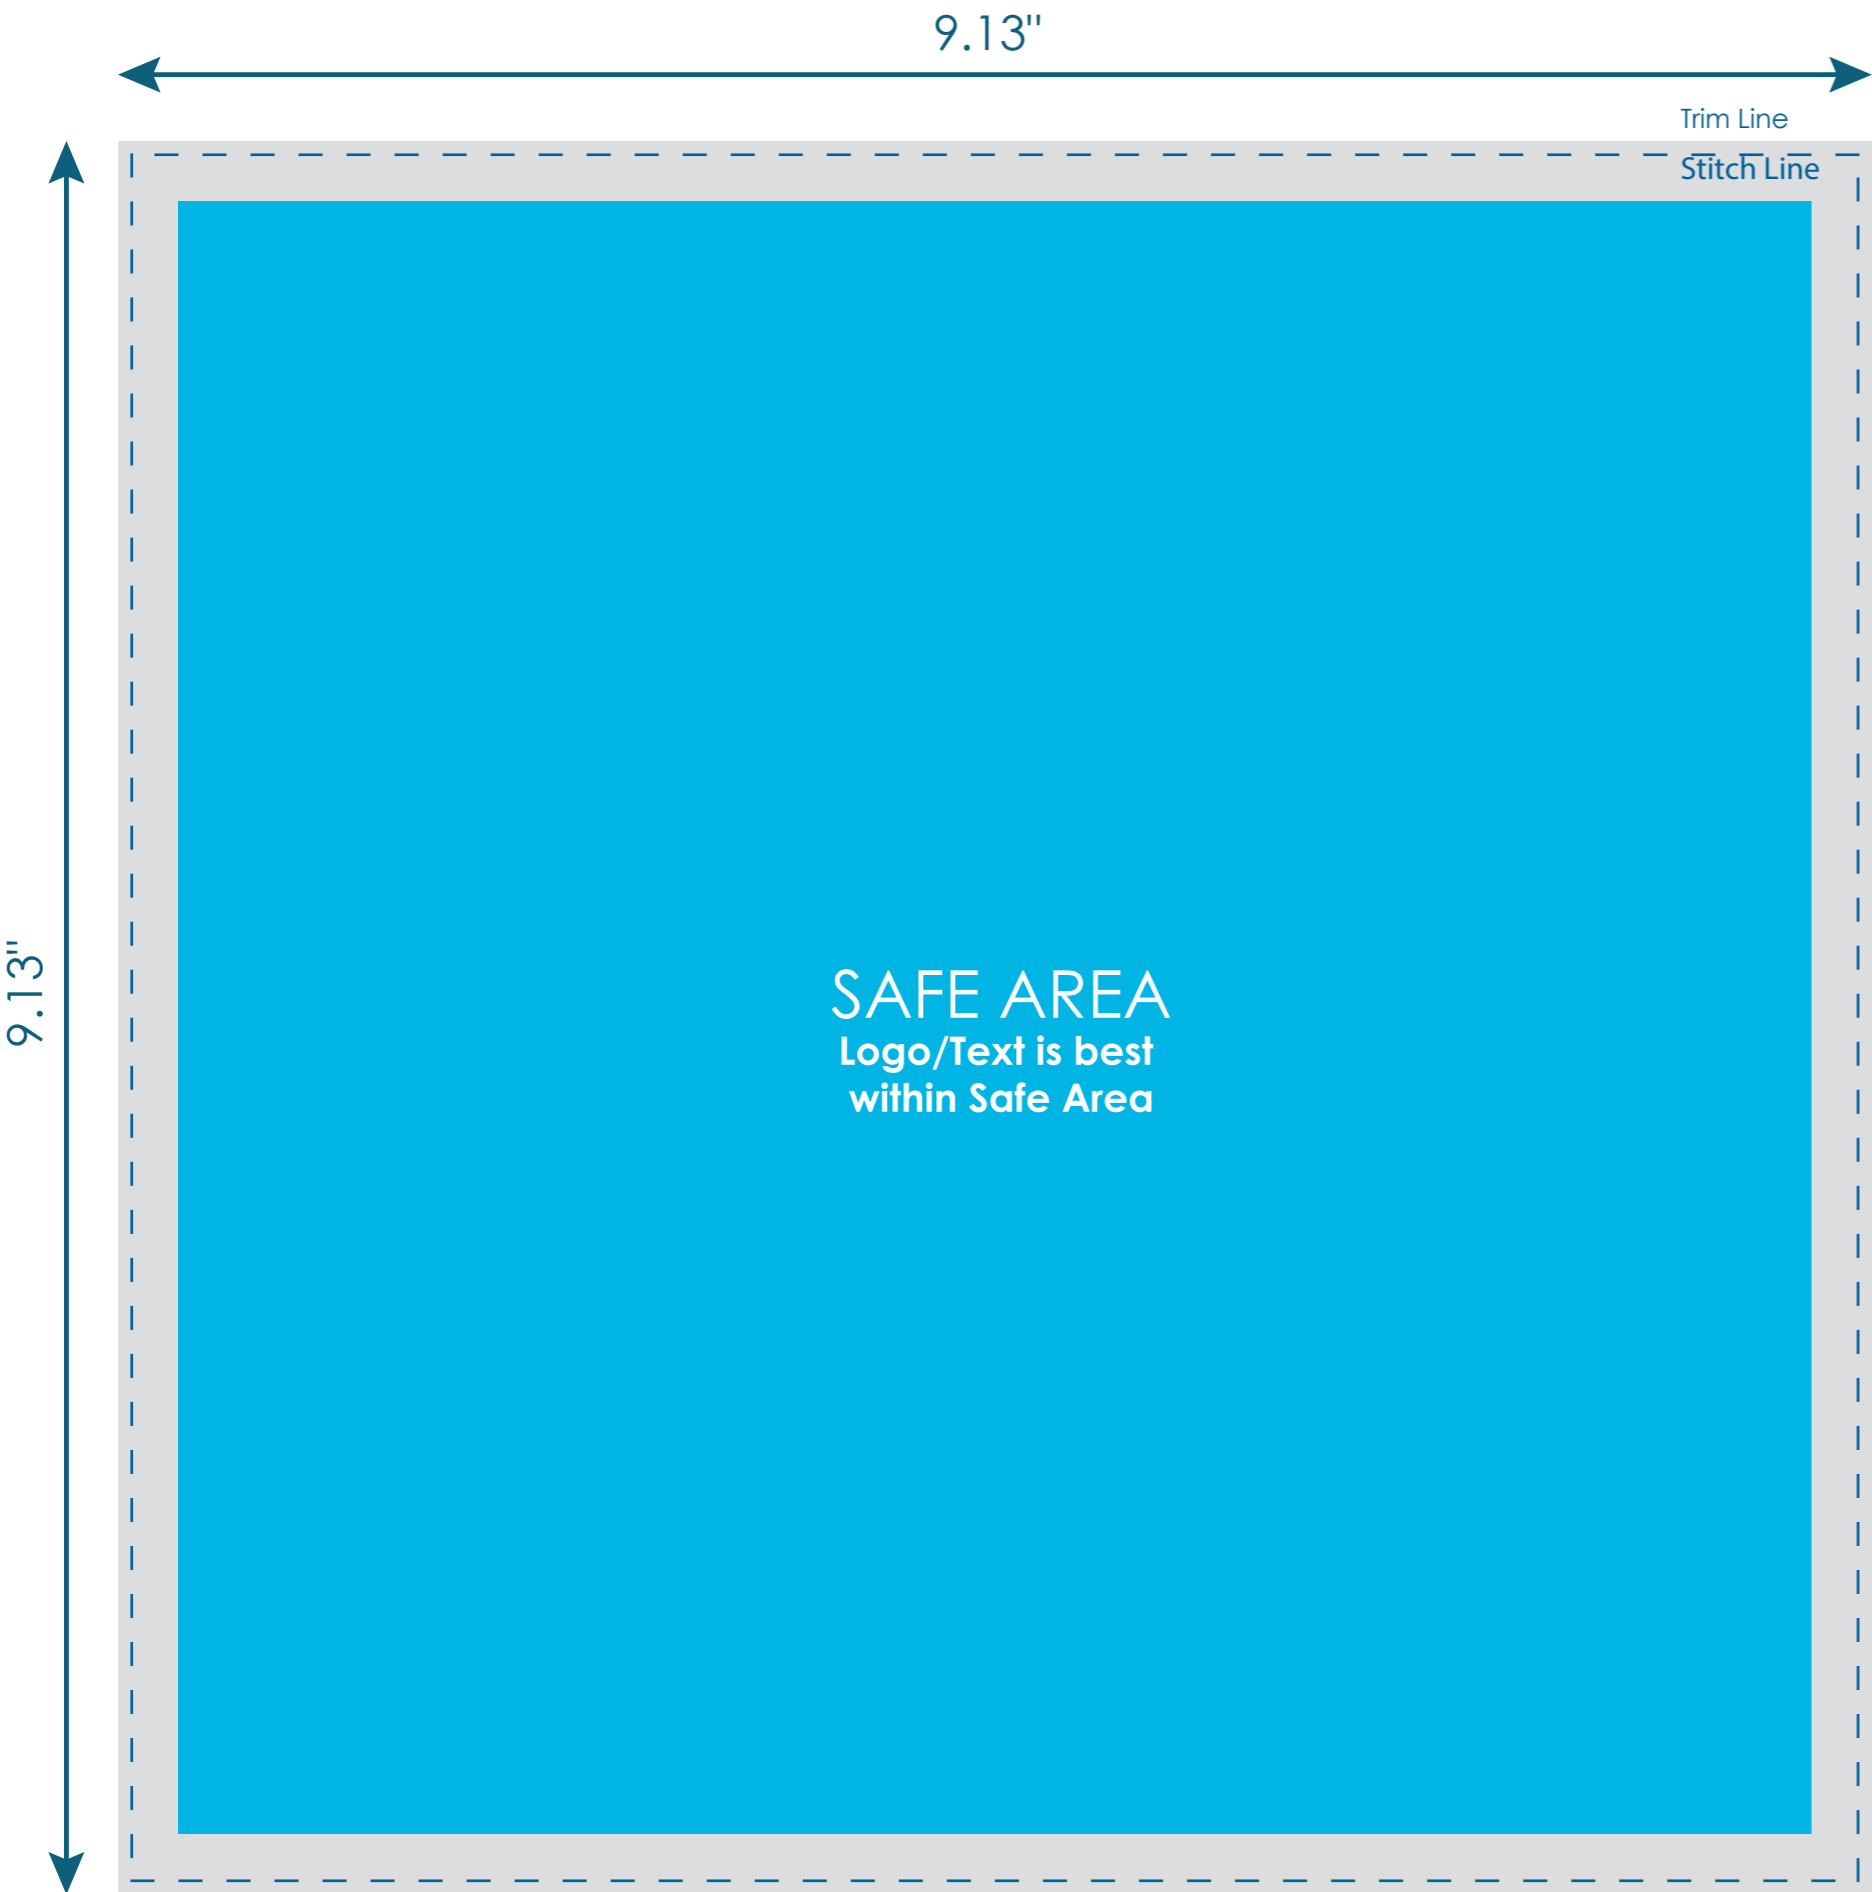 9.13"
Trim Line
Stitch Line
9.13"
SAFE AREA
Logo/Text is best
within Safe Area